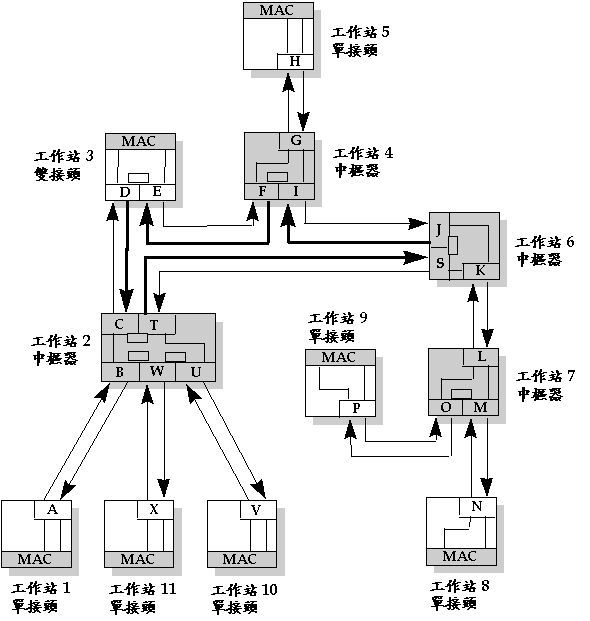 MAC
工作站 5
單接頭
H
MAC
工作站 3
雙接頭
D E
G
工作站 4
中樞器
F I
J
S
K
工作站 6
中樞器
C T
工作站 2
中樞器
B W U
工作站 9
單接頭
MAC
P
L
工作站 7
中樞器
O M
A
MAC
工作站 1
單接頭
X
MAC
工作站 11
單接頭
V
MAC
工作站 10
單接頭
N
MAC
工作站 8
單接頭